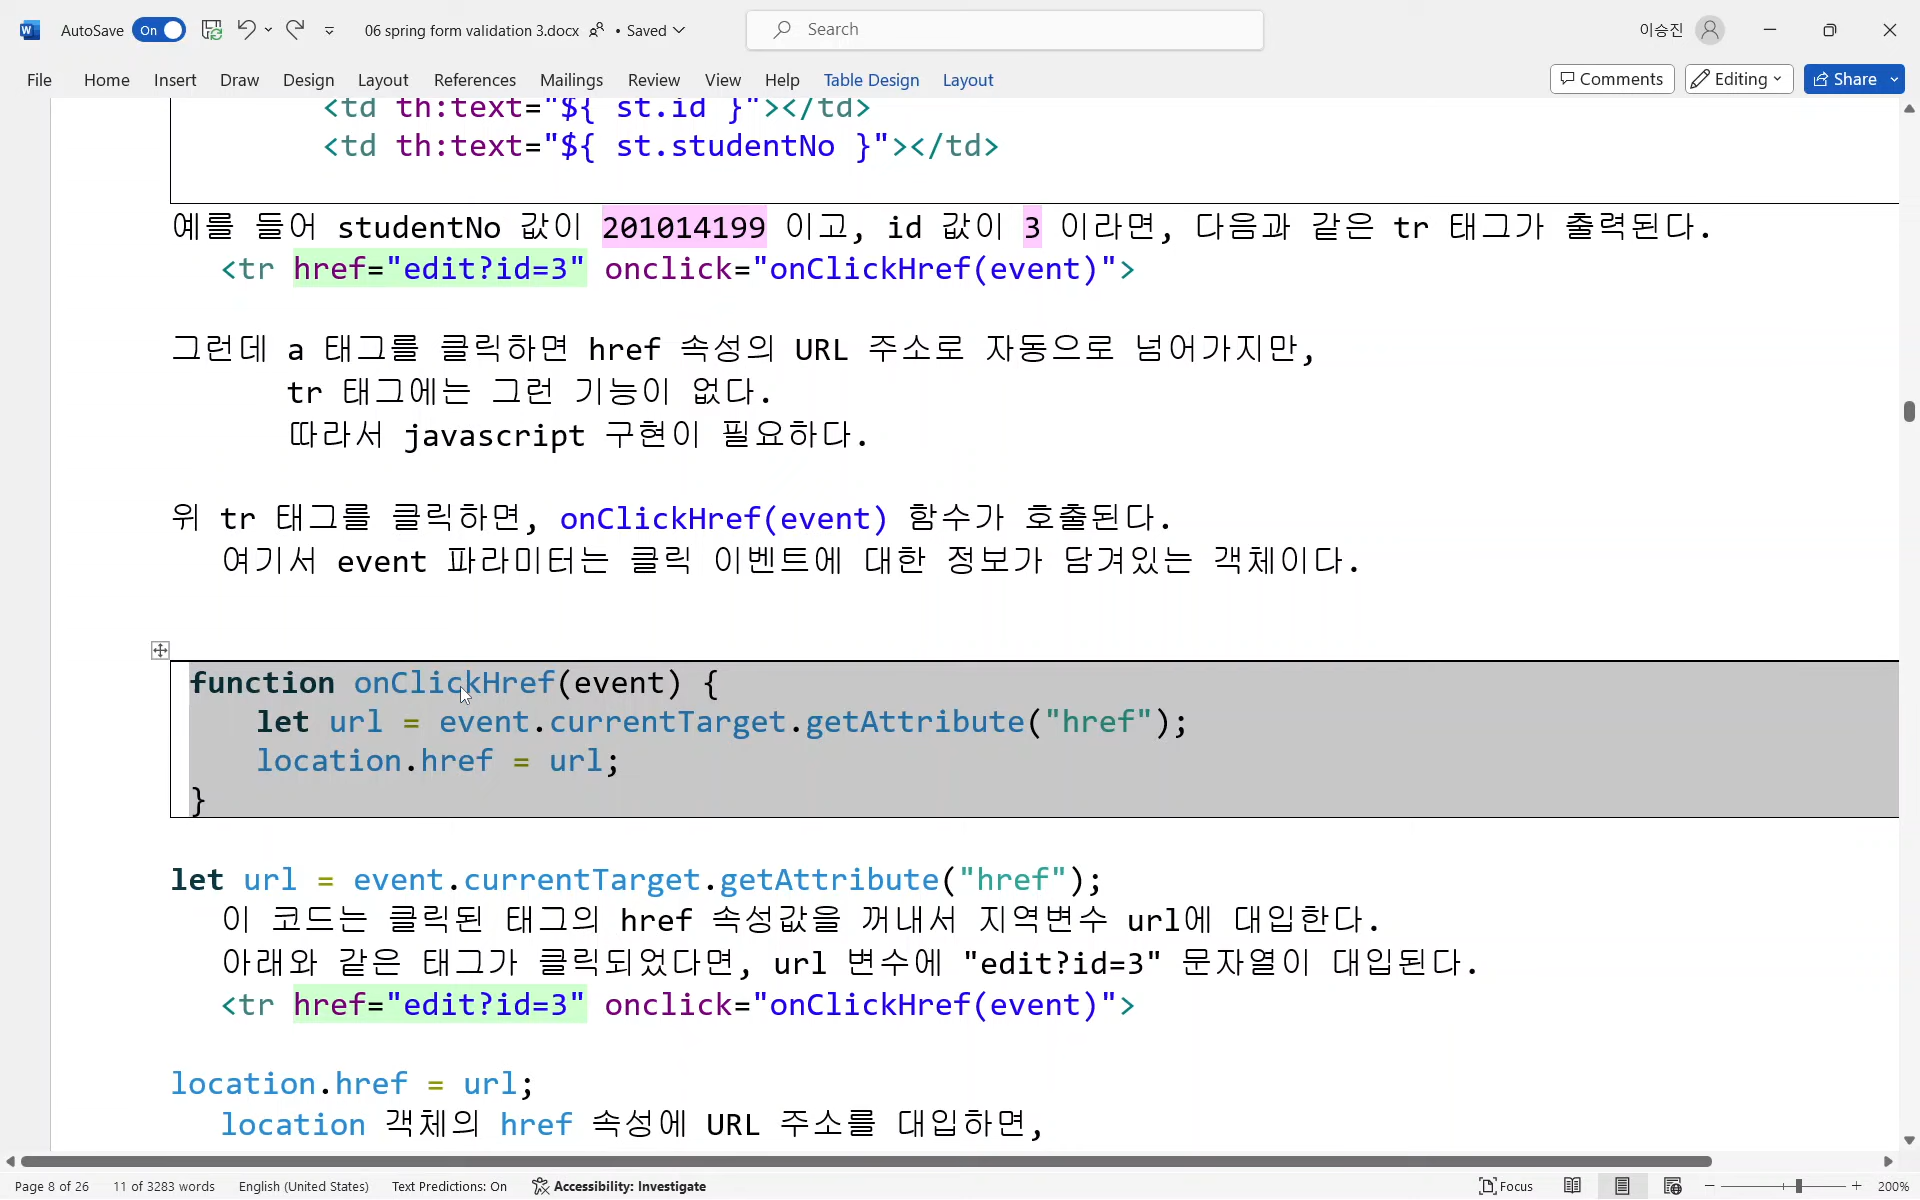 AutoSave On 06 spring form validation 3.docx • Saved Search 이승진
File Home Insert Draw Design Layout References Mailings Review View Help Table Design Layout Comments Editing Share
<td th:text="${ st.id }"></td>
<td th:text="${ st.studentNo }"></td>
예를 들어 studentNo 값이 201014199 이고, id 값이 3 이라면, 다음과 같은 tr 태그가 출력된다.
<tr href="edit?id=3" onclick="onClickHref(event)">
그런데 a 태그를 클릭하면 href 속성의 URL 주소로 자동으로 넘어가지만,
tr 태그에는 그런 기능이 없다.
따라서 javascript 구현이 필요하다.
위 tr 태그를 클릭하면, onClickHref(event) 함수가 호출된다.
여기서 event 파라미터는 클릭 이벤트에 대한 정보가 담겨있는 객체이다.
function onClickHref(event) {
let url = event.currentTarget.getAttribute("href");
location.href = url;
}
let url = event.currentTarget.getAttribute("href");
이 코드는 클릭된 태그의 href 속성값을 꺼내서 지역변수 url에 대입한다.
아래와 같은 태그가 클릭되었다면, url 변수에 "edit?id=3" 문자열이 대입된다.
<tr href="edit?id=3" onclick="onClickHref(event)">
location.href = url;
location 객체의 href 속성에 URL 주소를 대입하면,
Page 8 of 26 11 of 3283 words English (United States) Text Predictions: On Accessibility: Investigate Focus 200%